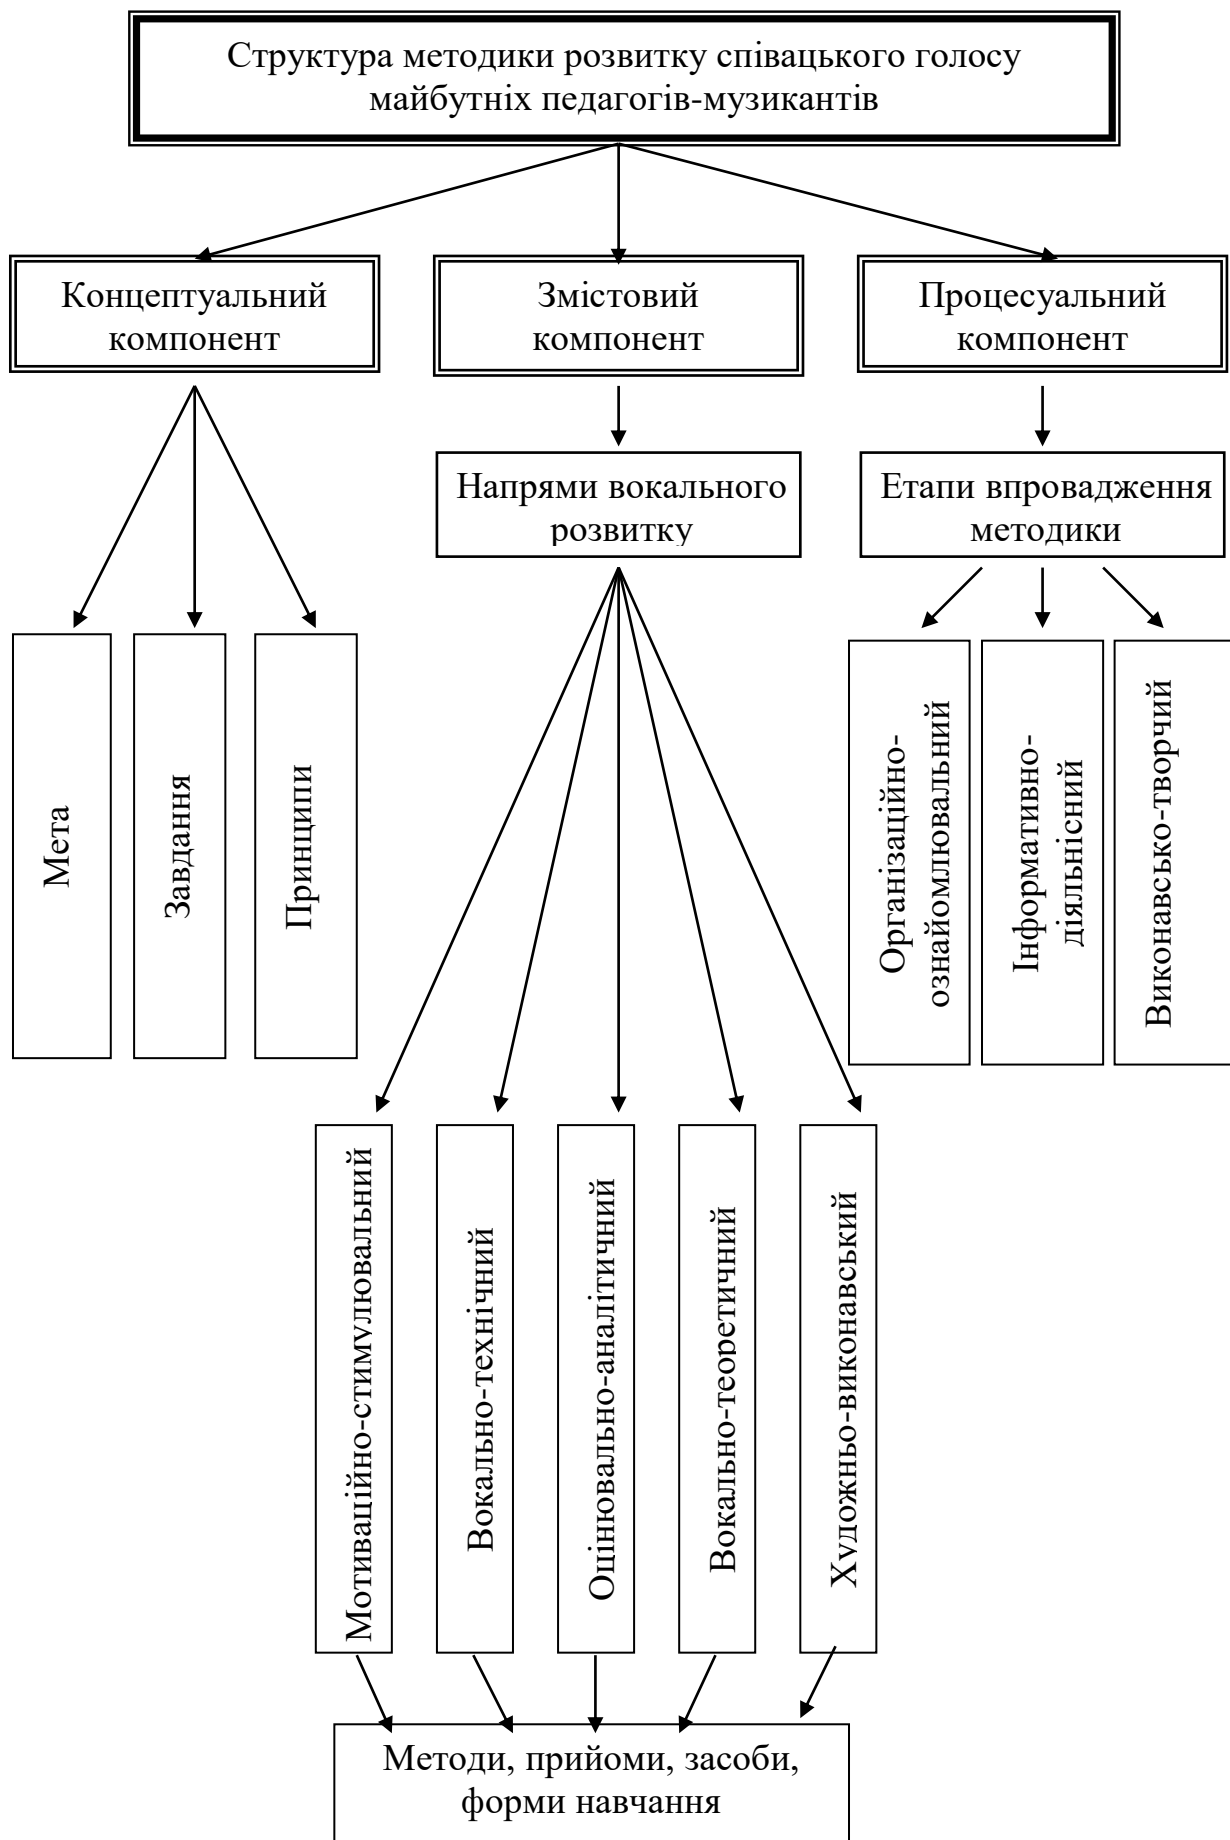 Структура методики розвитку співацького голосу
майбутніх педагогів-музикантів
Концептуальний
компонент
Змістовий
компонент
Процесуальний
компонент
Напрями вокального
розвитку
Етапи впровадження
методики
Мета
Завдання
Принципи
Організаційно-
ознайомлювальний
Інформативно-
діяльнісний
Виконавсько-творчий
Мотиваційно-стимулювальний
Вокально-технічний
Оцінювально-аналітичний
Вокально-теоретичний
Художньо-виконавський
Методи, прийоми, засоби,
форми навчання